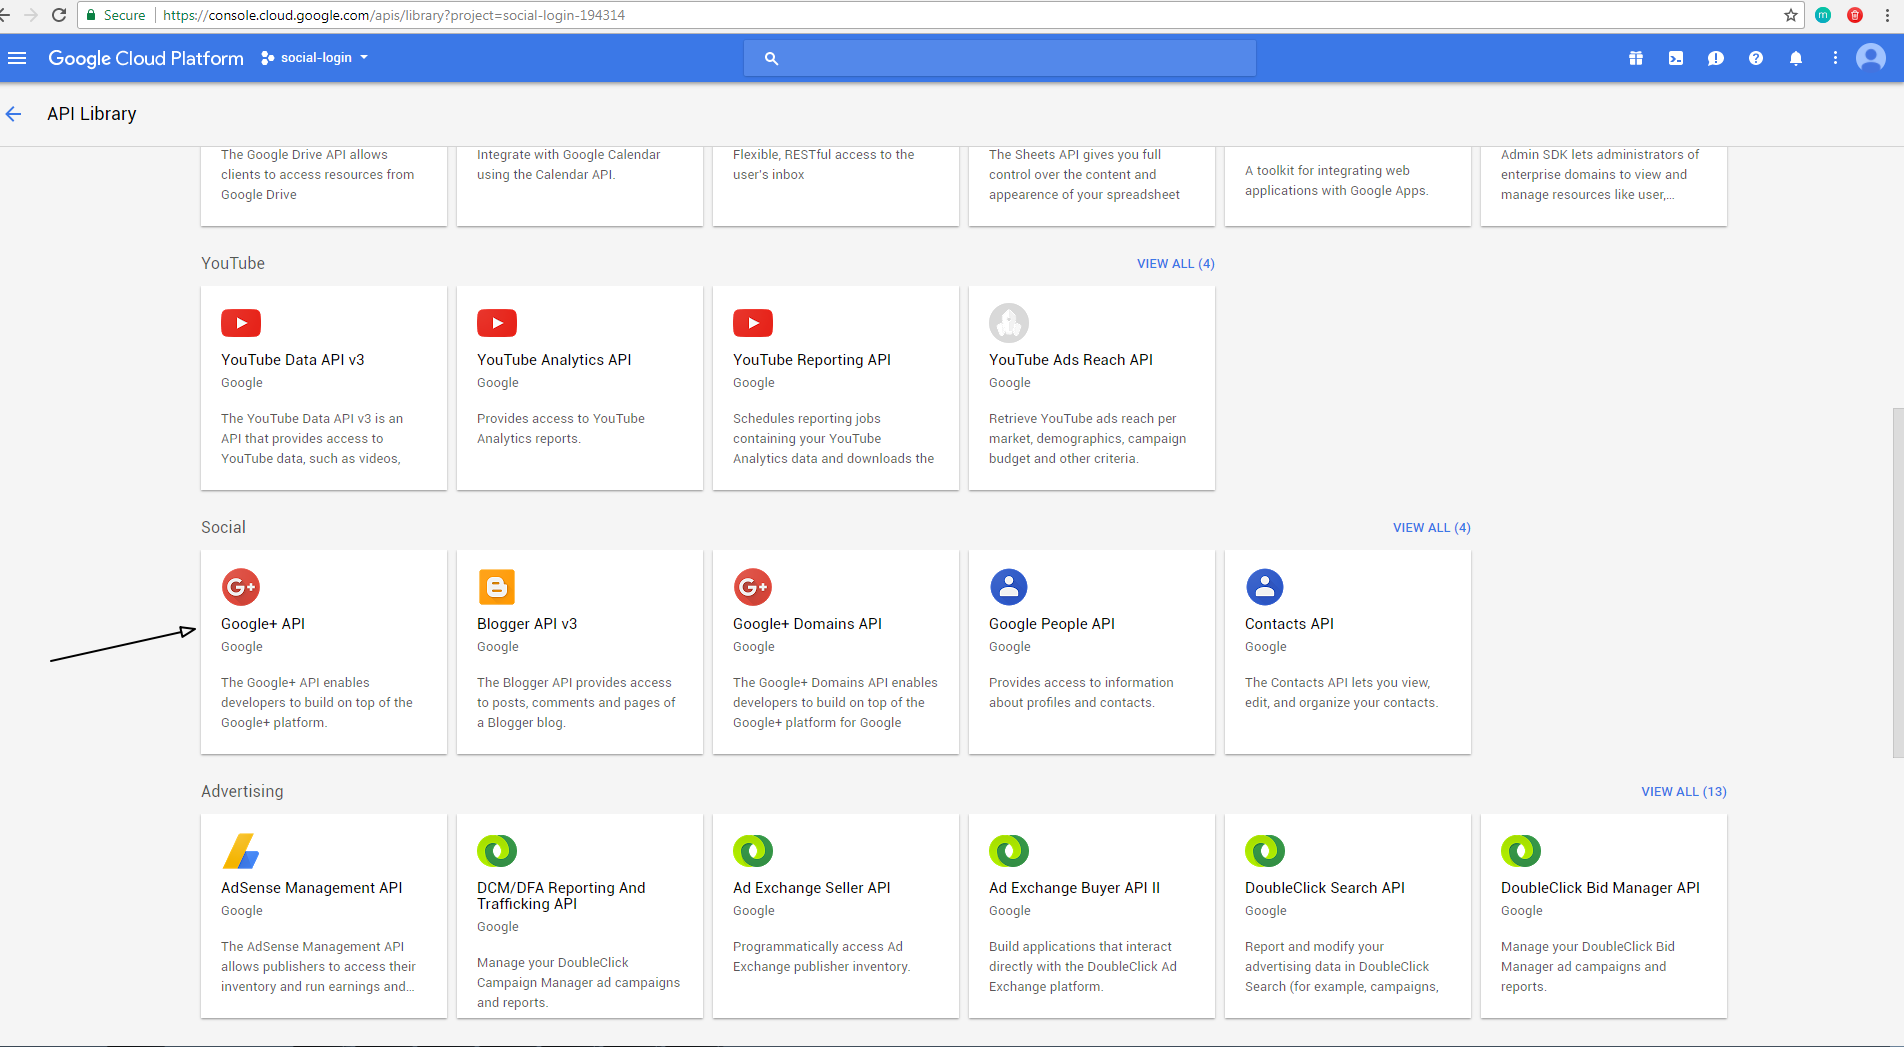 Secure https://console.cloud.google.com/apis/library?project=social-login-194314
m
Google Cloud Platform social-login
API Library
The Google Drive API allows
clients to access resources from
Google Drive
Integrate with Google Calendar
using the Calendar API.
Flexible, RESTful access to the
user's inbox
The Sheets API gives you full
control over the content and
appearence of your spreadsheet
A toolkit for integrating web
applications with Google Apps.
Admin SDK lets administrators of
enterprise domains to view and
manage resources like user,...
YouTube VIEW ALL (4)
YouTube Data API v3
Google
The YouTube Data API v3 is an
API that provides access to
YouTube data, such as videos,
YouTube Analytics API
Google
Provides access to YouTube
Analytics reports.
YouTube Reporting API
Google
Schedules reporting jobs
containing your YouTube
Analytics data and downloads the
YouTube Ads Reach API
Google
Retrieve YouTube ads reach per
market, demographics, campaign
budget and other criteria.
Social VIEW ALL (4)
G+
Google+ API
Google
The Google+ API enables
developers to build on top of the
Google+ platform.
Blogger API v3
Google
The Blogger API provides access
to posts, comments and pages of
a Blogger blog.
G+
Google+ Domains API
Google
The Google+ Domains API enables
developers to build on top of the
Google+ platform for Google
Google People API
Google
Provides access to information
about profiles and contacts.
Contacts API
Google
The Contacts API lets you view,
edit, and organize your contacts.
Advertising VIEW ALL (13)
AdSense Management API
Google
The AdSense Management API
allows publishers to access their
inventory and run earnings and...
DCM/DFA Reporting And
Trafficking API
Google
Manage your DoubleClick
Campaign Manager ad campaigns
and reports.
Ad Exchange Seller API
Google
Programmatically access Ad
Exchange publisher inventory.
Ad Exchange Buyer API II
Google
Build applications that interact
directly with the DoubleClick Ad
Exchange platform.
DoubleClick Search API
Google
Report and modify your
advertising data in DoubleClick
Search (for example, campaigns,
DoubleClick Bid Manager API
Google
Manage your DoubleClick Bid
Manager ad campaigns and
reports.